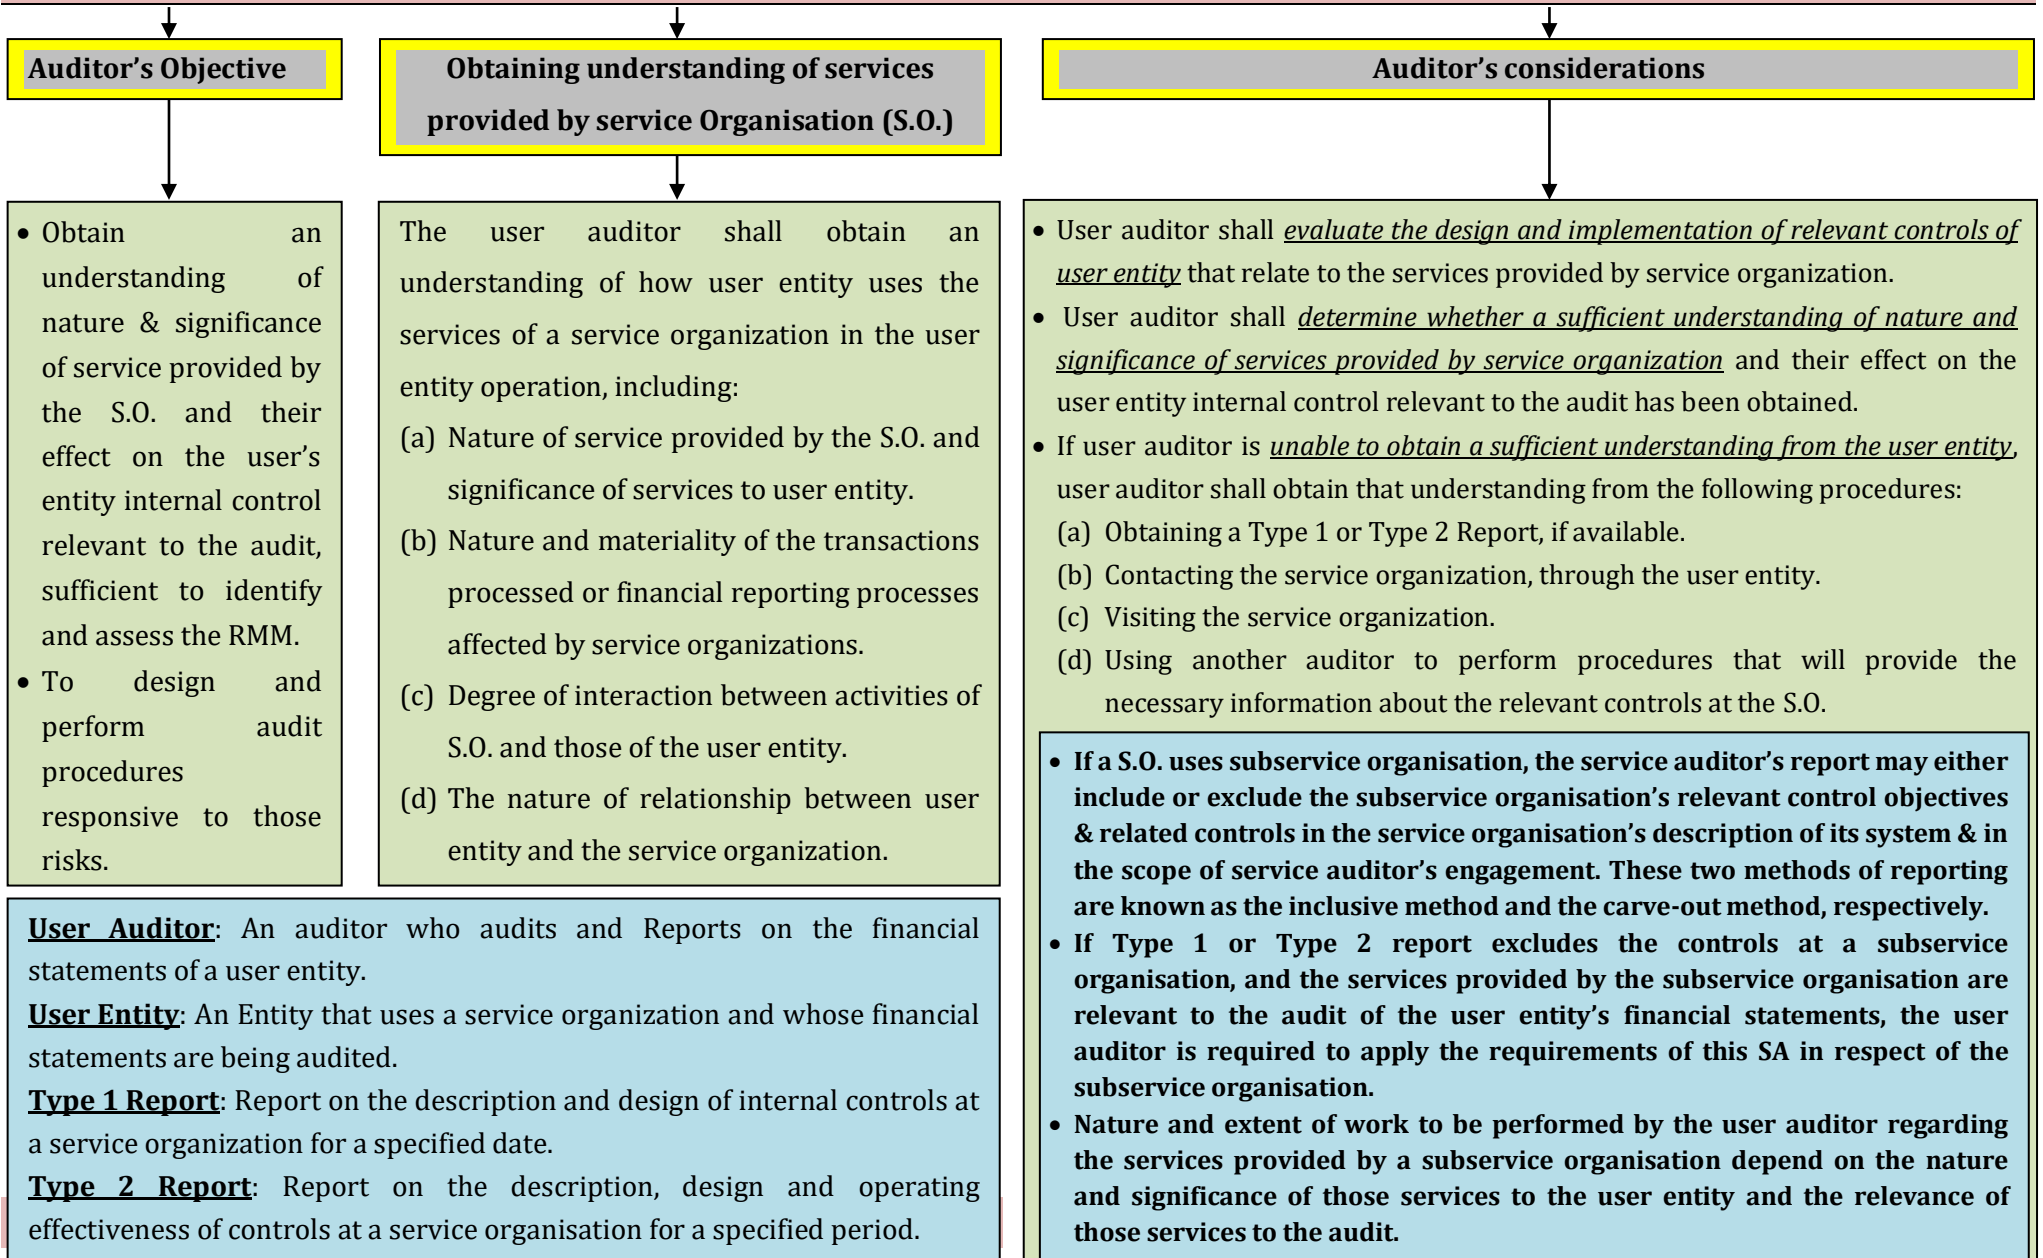 Auditor’s Objective
• Obtain an
understanding of
nature & significance
of service provided by
the S.O. and their
effect on the user’s
entity internal control
relevant to the audit,
sufficient to identify
and assess the RMM.
• To design and
perform audit
procedures
responsive to those
risks.
Obtaining understanding of services
provided by service Organisation (S.O.)
The user auditor shall obtain an
understanding of how user entity uses the
services of a service organization in the user
entity operation, including:
(a) Nature of service provided by the S.O. and
significance of services to user entity.
(b) Nature and materiality of the transactions
processed or financial reporting processes
affected by service organizations.
(c) Degree of interaction between activities of
S.O. and those of the user entity.
(d) The nature of relationship between user
entity and the service organization.
User Auditor: An auditor who audits and Reports on the financial
statements of a user entity.
User Entity: An Entity that uses a service organization and whose financial
statements are being audited.
Type 1 Report: Report on the description and design of internal controls at
a service organization for a specified date.
Type 2 Report: Report on the description, design and operating
effectiveness of controls at a service organisation for a specified period.
Auditor’s considerations
• User auditor shall evaluate the design and implementation of relevant controls of
user entity that relate to the services provided by service organization.
• User auditor shall determine whether a sufficient understanding of nature and
significance of services provided by service organization and their effect on the
user entity internal control relevant to the audit has been obtained.
• If user auditor is unable to obtain a sufficient understanding from the user entity,
user auditor shall obtain that understanding from the following procedures:
(a) Obtaining a Type 1 or Type 2 Report, if available.
(b) Contacting the service organization, through the user entity.
(c) Visiting the service organization.
(d) Using another auditor to perform procedures that will provide the
necessary information about the relevant controls at the S.O.
• If a S.O. uses subservice organisation, the service auditor’s report may either
include or exclude the subservice organisation’s relevant control objectives
& related controls in the service organisation’s description of its system & in
the scope of service auditor’s engagement. These two methods of reporting
are known as the inclusive method and the carve-out method, respectively.
• If Type 1 or Type 2 report excludes the controls at a subservice
organisation, and the services provided by the subservice organisation are
relevant to the audit of the user entity’s financial statements, the user
auditor is required to apply the requirements of this SA in respect of the
subservice organisation.
• Nature and extent of work to be performed by the user auditor regarding
the services provided by a subservice organisation depend on the nature
and significance of those services to the user entity and the relevance of
those services to the audit.